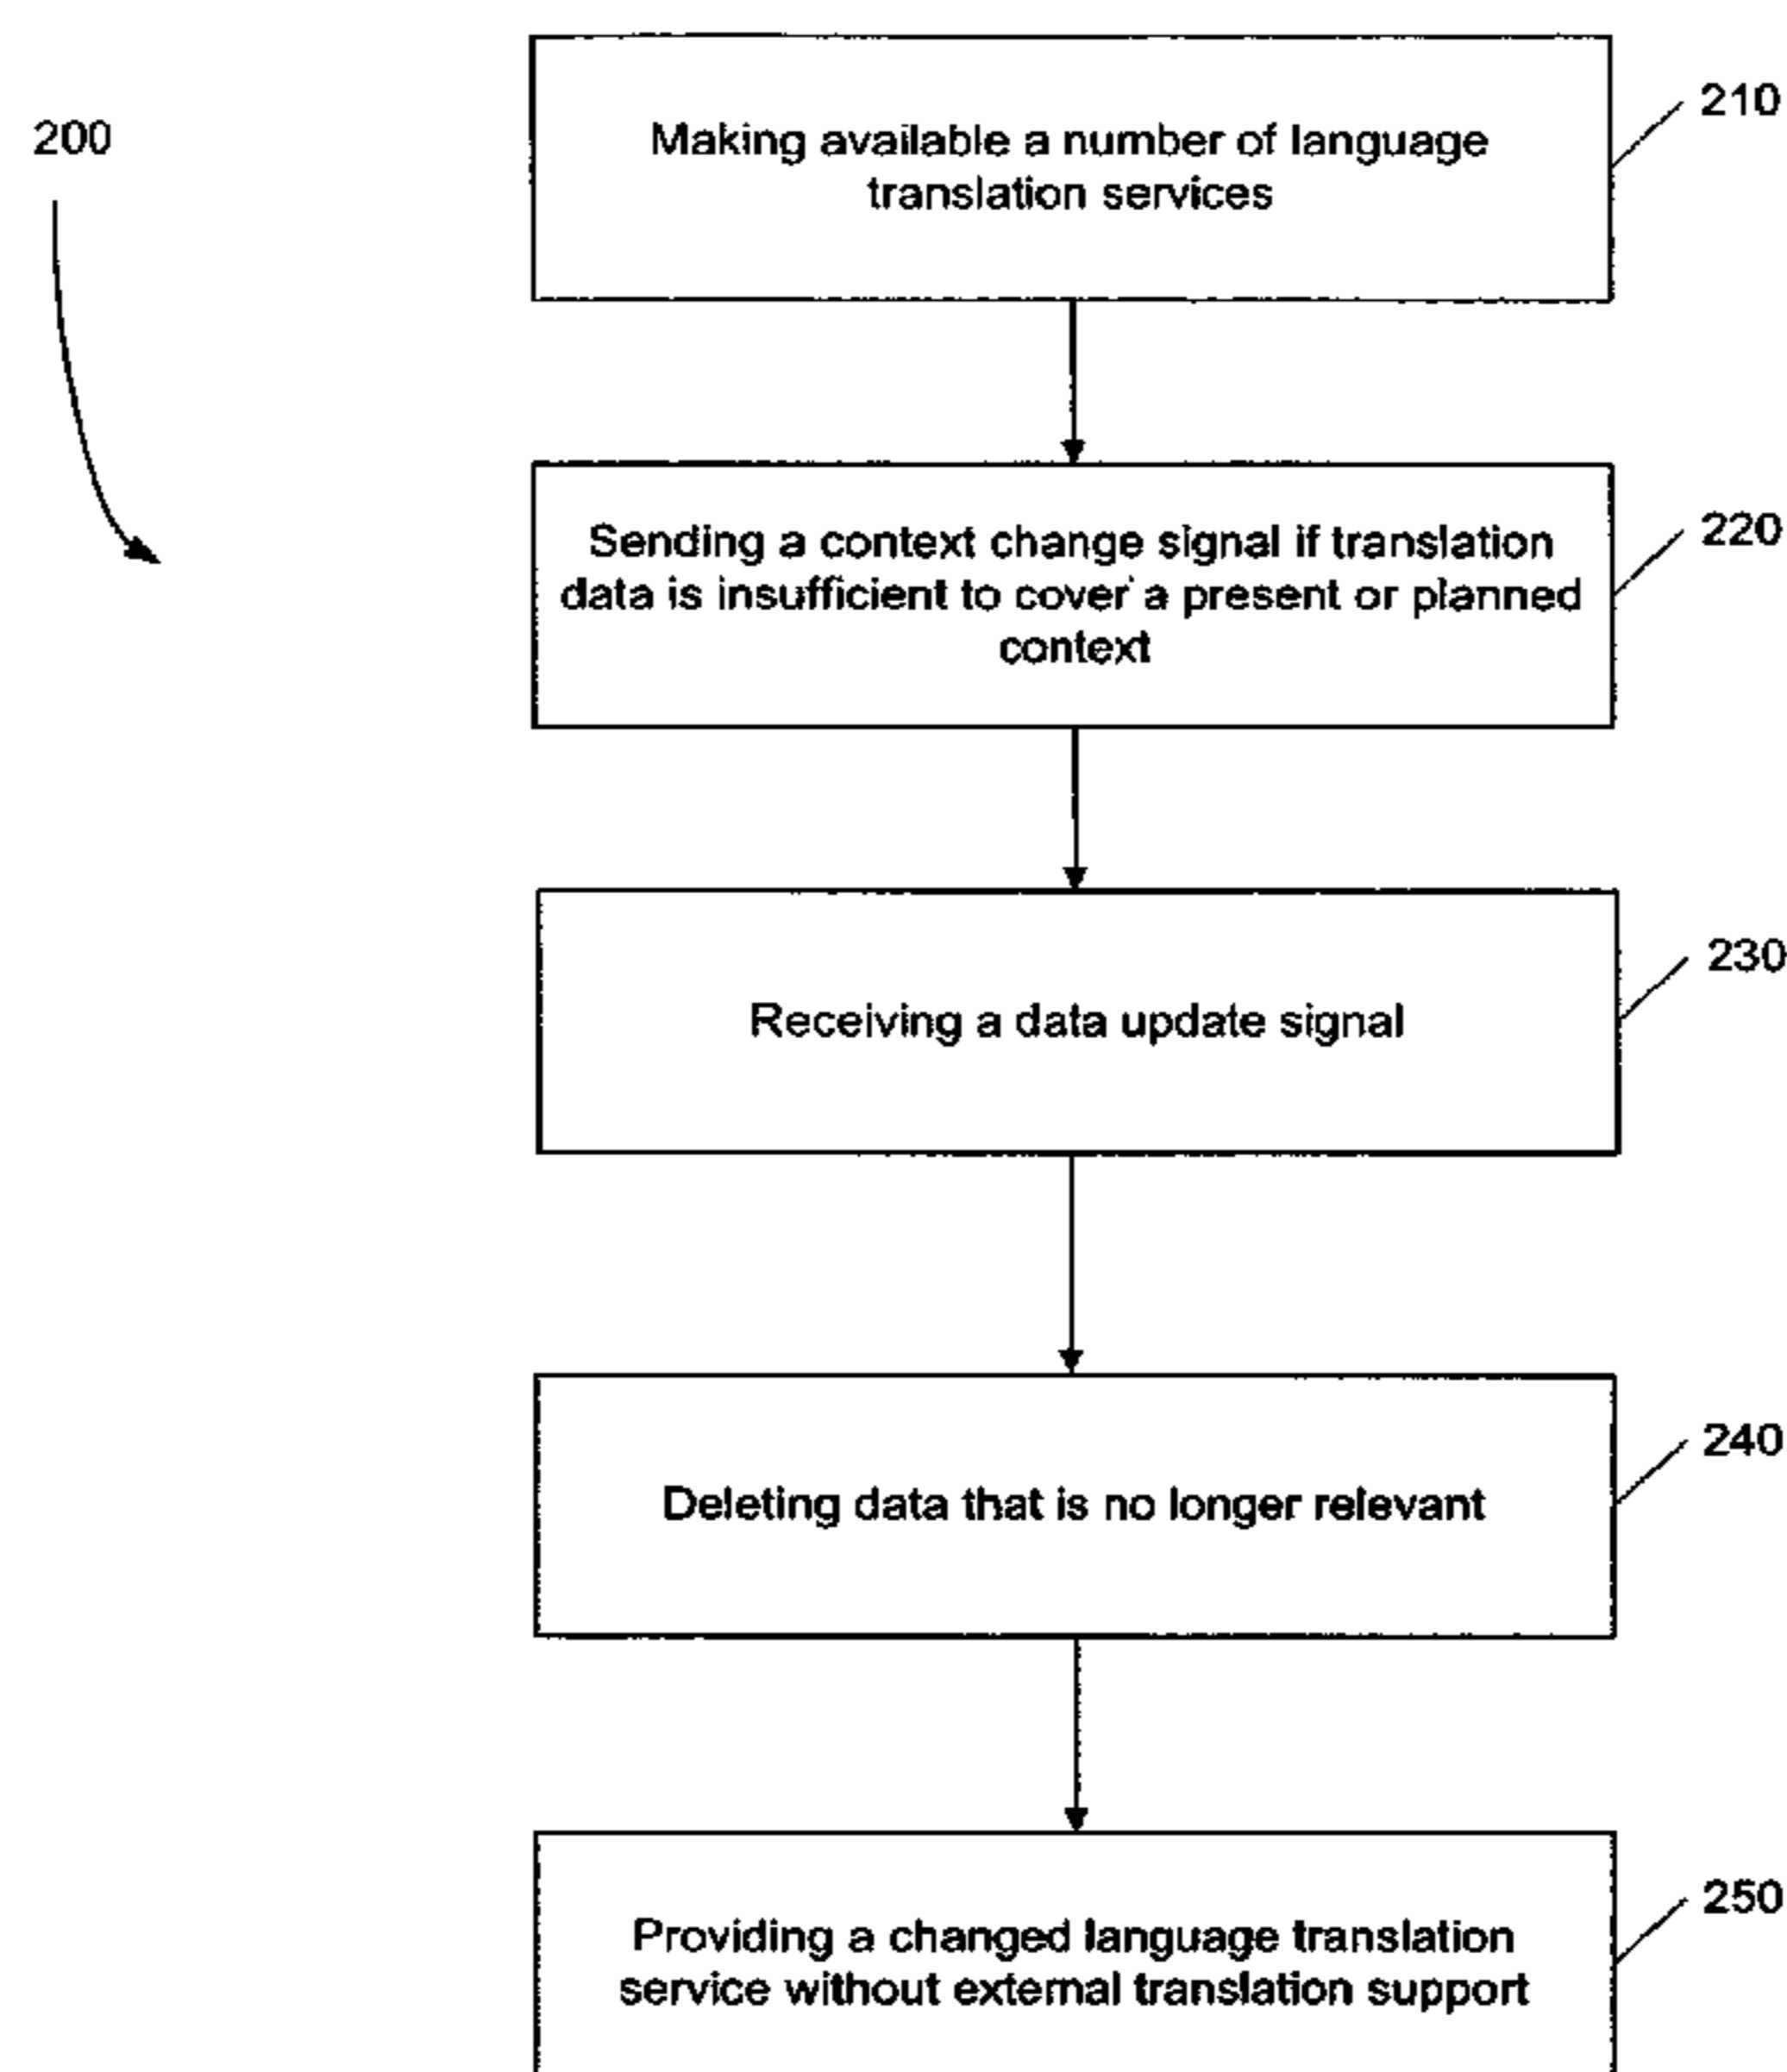 200
210
Making available a number of language
translation services
220
Sending a context change signal if translation
data is insufficient to cover a present or planned
context
230
Receiving a data update signal
240
Deleting data that is no longer relevant
250
Providing a changed language translation
service without external translation support